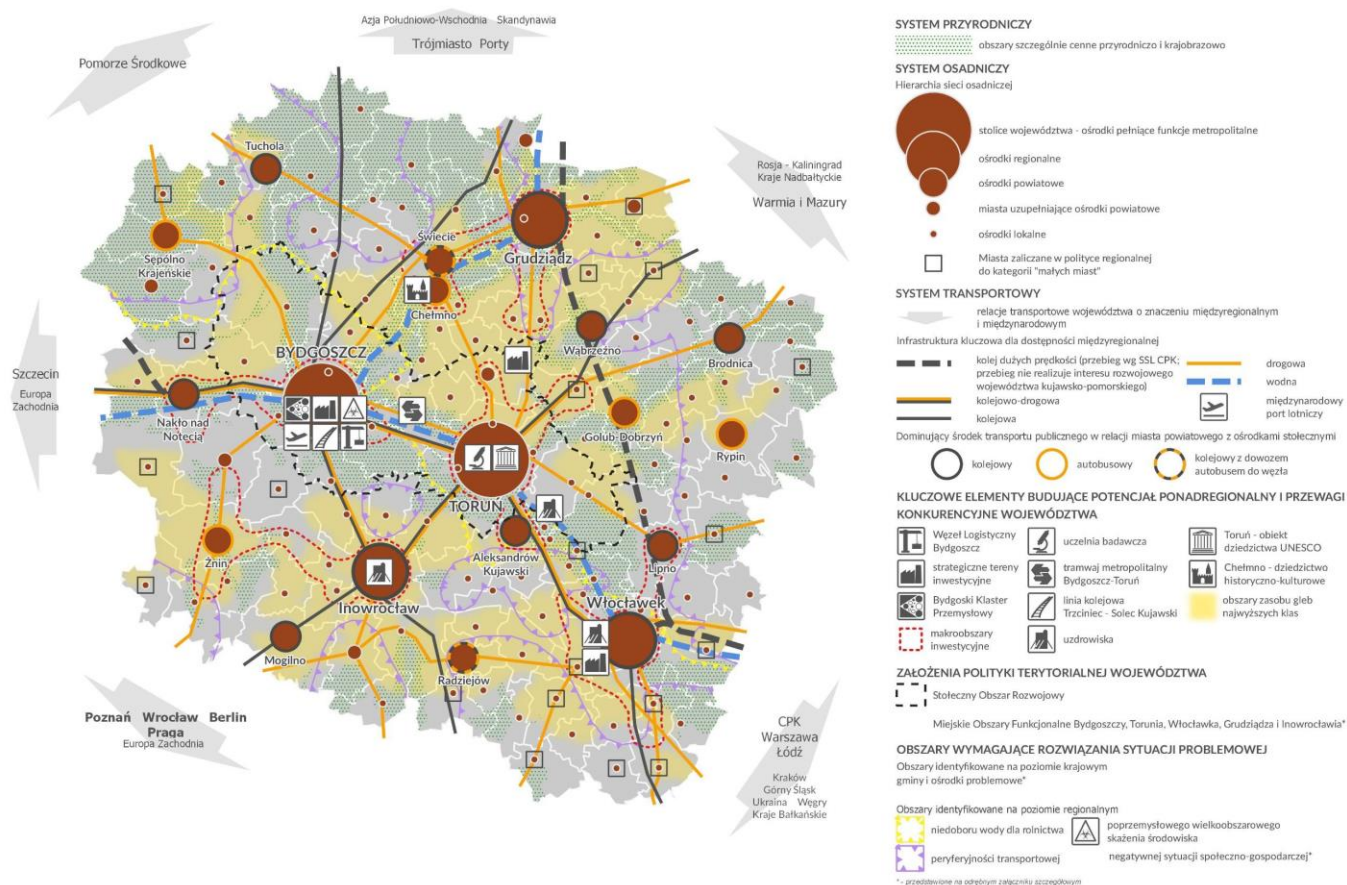 Azja Południowo-Wschodnia Skandynawia
Trójmiasto Porty
Pomorze Środkowe
Rosja - Kaliningrad
Kraje Nadbałtyckie
Warmia i Mazury
Szczecin
Europa
Zachodnia
Poznań Wrocław Berlin
Praga
Europa Zachodnia
CPK
Warszawa
Łódź
Kraków
Górny Śląsk
Ukraina Węgry
Kraje Bałkańskie
Tuchola
Sępólno
Krajeńskie
Świecie
Grudziądz
Chełmno
BYDGOSZCZ
Wąbrzeźno
Brodnica
Nakło nad
Notecią
Golub-Dobrzyń
Rypin
TORUŃ
Aleksandrów
Kujawski
Lipno
Żnin
Inowrocław
Włocławek
Mogilno
Radziejów
SYSTEM PRZYRODNICZY
obszary szczególnie cenne przyrodniczo i krajobrazowo
SYSTEM OSADNICZY
Hierarchia sieci osadniczej
stolice województwa - ośrodki pełniące funkcje metropolitalne
ośrodki regionalne
ośrodki powiatowe
miasta uzupełniające ośrodki powiatowe
ośrodki lokalne
Miasta zaliczane w polityce regionalnej
do kategorii "małych miast"
SYSTEM TRANSPORTOWY
relacje transportowe województwa o znaczeniu międzyregionalnym
i międzynarodowym
Infrastruktura kluczowa dla dostępności międzyregionalnej
kolej dużych prędkości (przebieg wg SSL CPK;
przebieg nie realizuje interesu rozwojowego
województwa kujawsko-pomorskiego)
kolejowo-drogowa
kolejowa
drogowa
wodna
międzynarodowy
port lotniczy
Dominujący środek transportu publicznego w relacji miasta powiatowego z ośrodkami stołecznymi
kolejowy
autobusowy
kolejowy z dowozem
autobusem do węzła
KLUCZOWE ELEMENTY BUDUJĄCE POTENCJAŁ PONADREGIONALNY I PRZEWAGI
KONKURENCYJNE WOJEWÓDZTWA
Węzeł Logistyczny
Bydgoszcz
uczelnia badawcza
Toruń - obiekt
dziedzictwa UNESCO
strategiczne tereny
inwestycyjne
tramwaj metropolitalny
Bydgoszcz-Toruń
Chełmno - dziedzictwo
historyczno-kulturowe
Bydgoski Klaster
Przemysłowy
linia kolejowa
Trzciniec - Solec Kujawski
obszary zasobu gleb
najwyższych klas
makroobszary
inwestycyjne
uzdrowiska
ZAŁOŻENIA POLITYKI TERYTORIALNEJ WOJEWÓDZTWA
Stołeczny Obszar Rozwojowy
Miejskie Obszary Funkcjonalne Bydgoszczy, Torunia, Włocławka, Grudziądza i Inowrocławia*
OBSZARY WYMAGAJĄCE ROZWIĄZANIA SYTUACJI PROBLEMOWEJ
Obszary identyfikowane na poziomie krajowym
gminy i ośrodki problemowe*
Obszary identyfikowane na poziomie regionalnym
niedoboru wody dla rolnictwa
poprzemysłowego wielkoobszarowego
skażenia środowiska
peryferyjności transportowej
negatywnej sytuacji społeczno-gospodarczej*
* - przedstawione na odrębnym załączniku szczegółowym